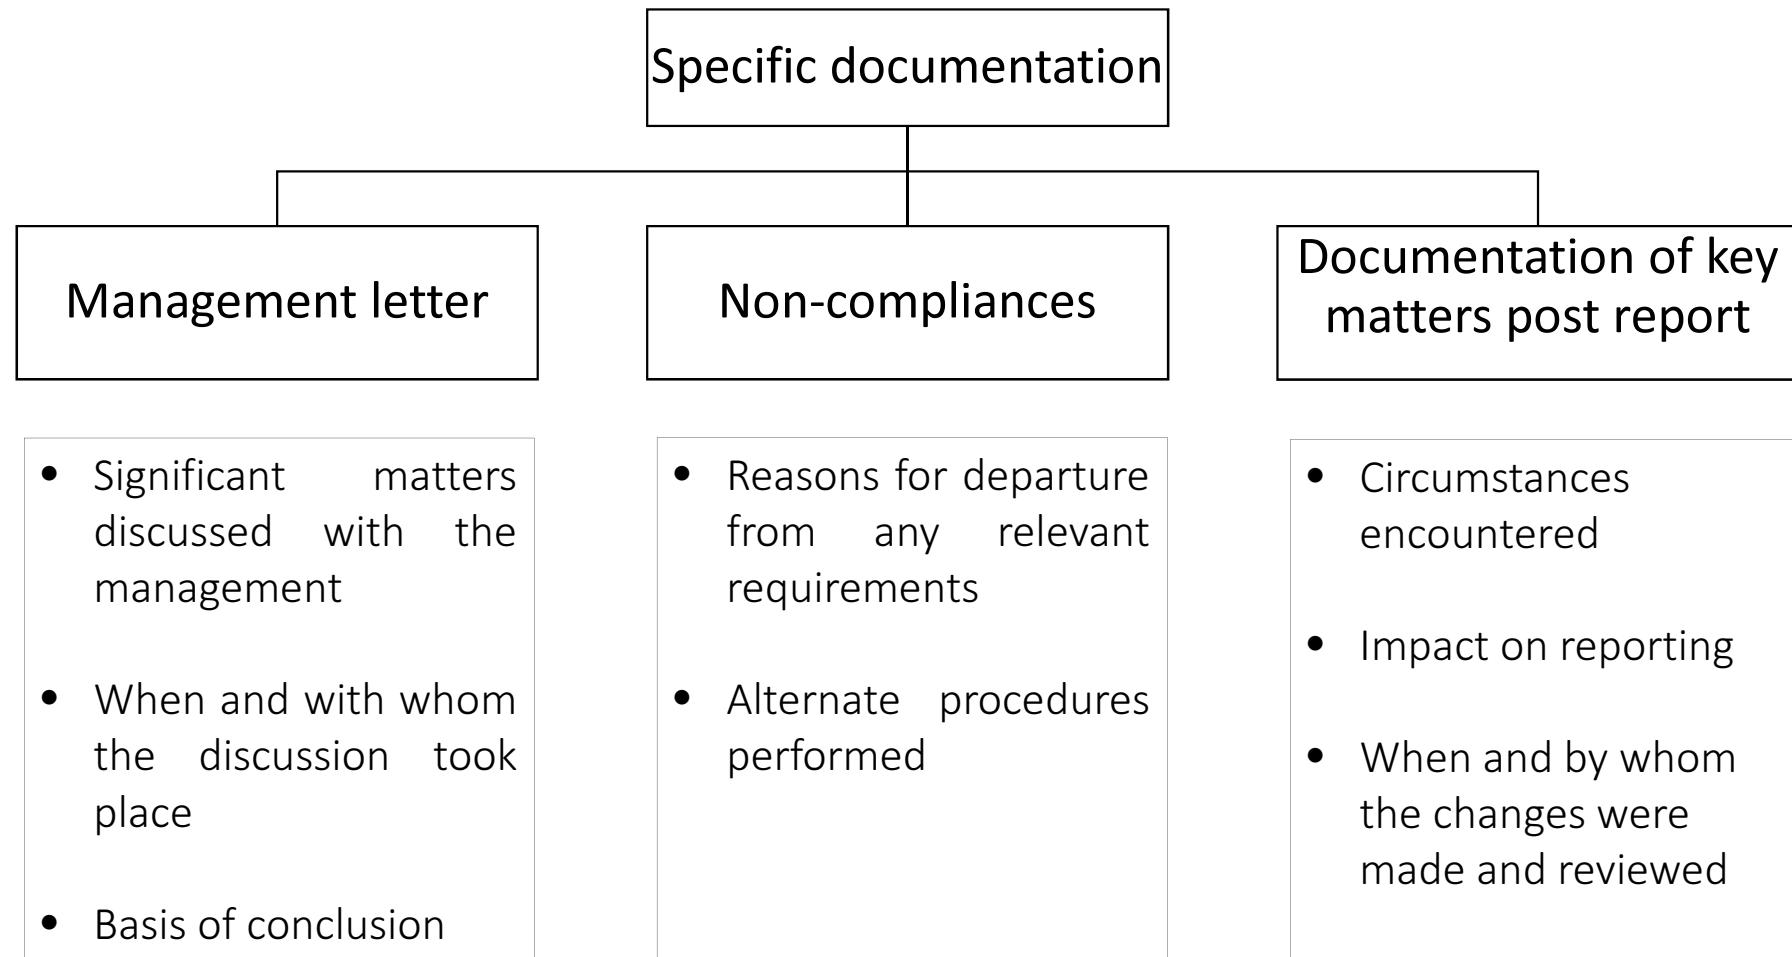 Specific documentation
Management letter
Non-compliances
Documentation of key
matters post report
• Significant matters
discussed with the
management
• When and with whom
the discussion took
place
• Basis of conclusion
• Reasons for departure
from any relevant
requirements
• Alternate procedures
performed
• Circumstances
encountered
• Impact on reporting
• When and by whom
the changes were
made and reviewed